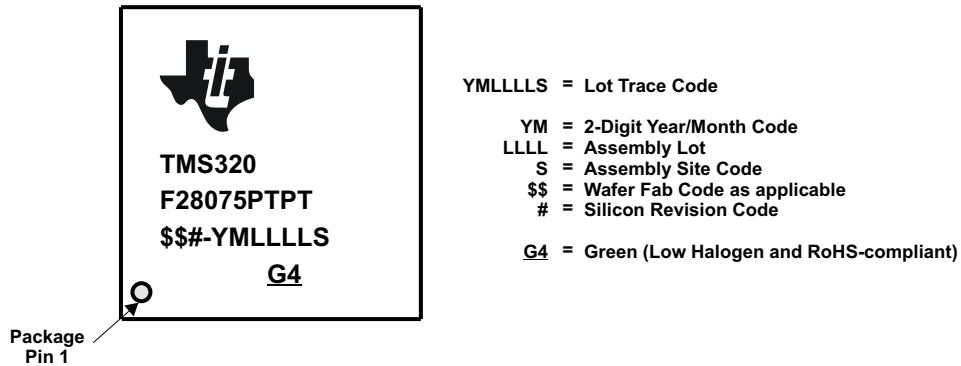 TMS320
F28075PTPT
$$#-YMLLLLS
G4
Package
Pin 1
YMLLLLS = Lot Trace Code
YM = 2-Digit Year/Month Code
LLLL = Assembly Lot
S = Assembly Site Code
$$ = Wafer Fab Code as applicable
# = Silicon Revision Code
G4 = Green (Low Halogen and RoHS-compliant)